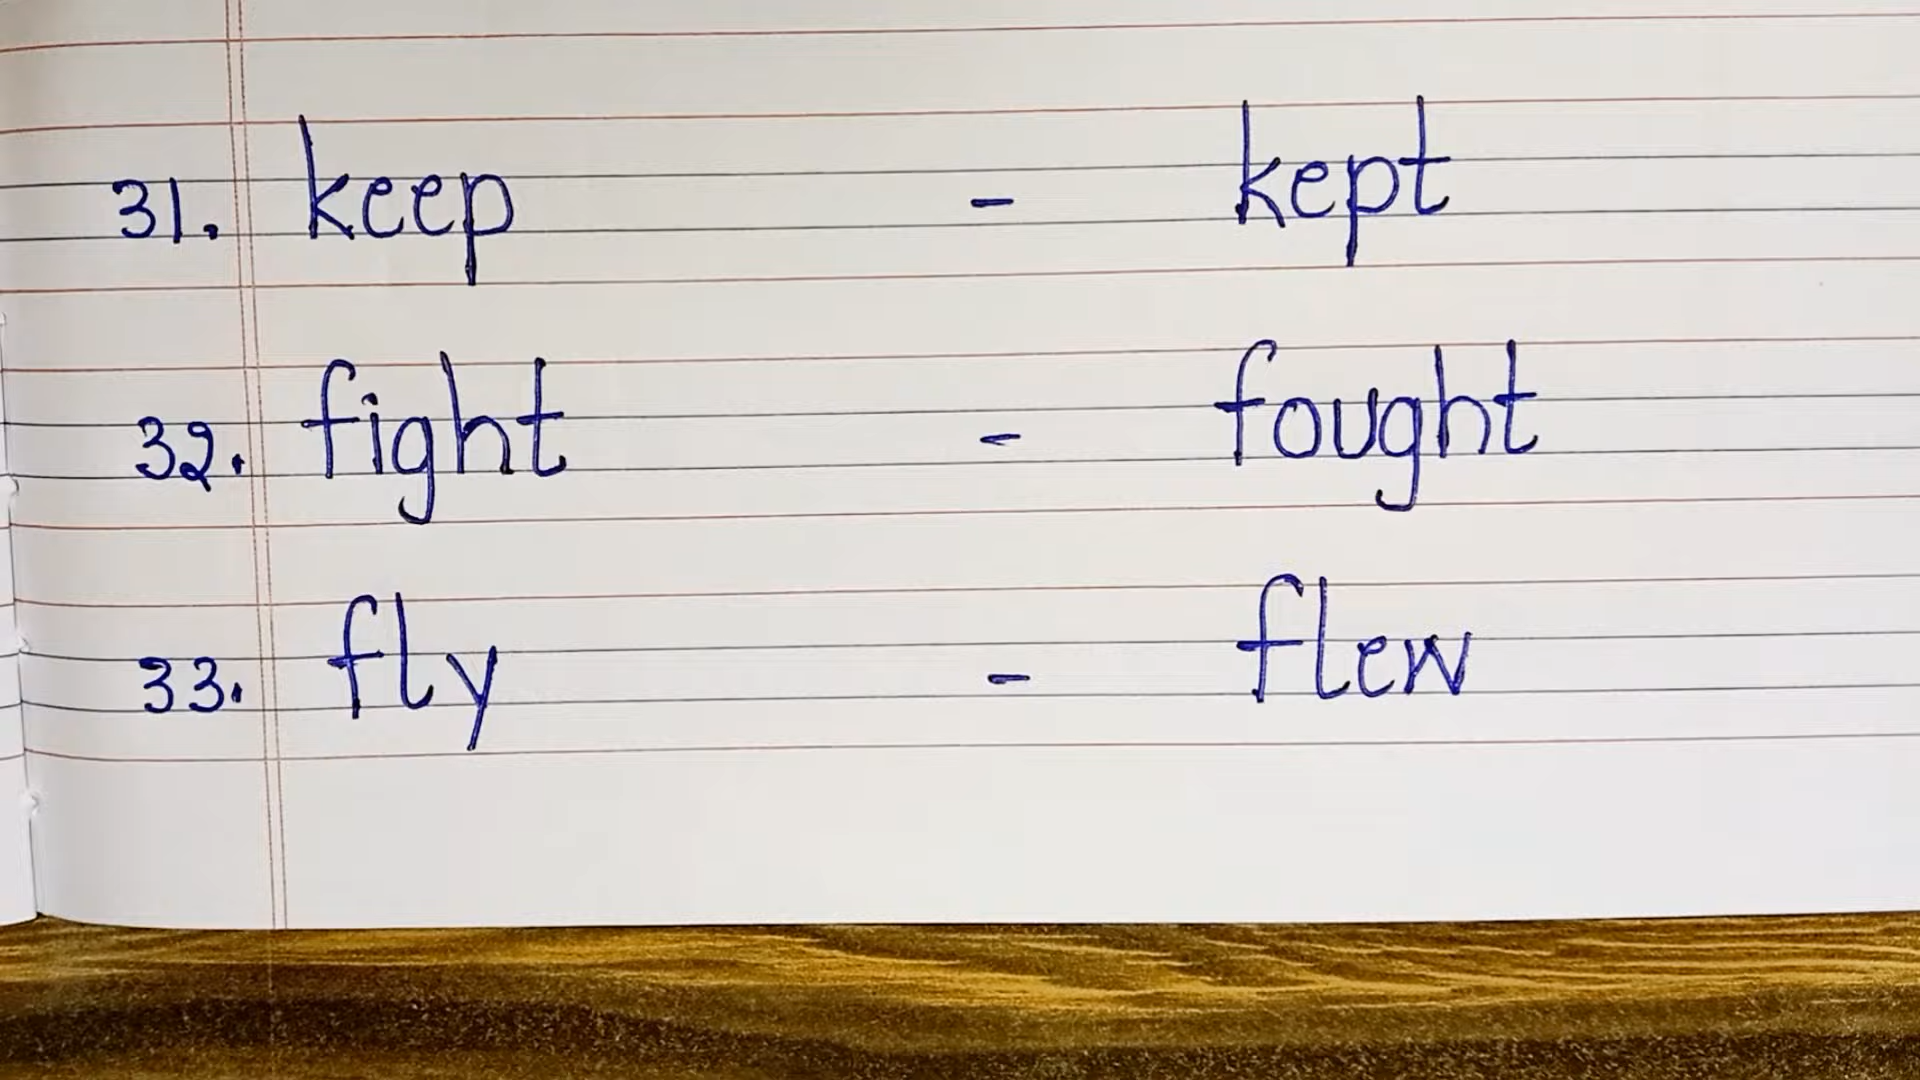 31. keep - kept
32. fight - fought
33. fly - flew